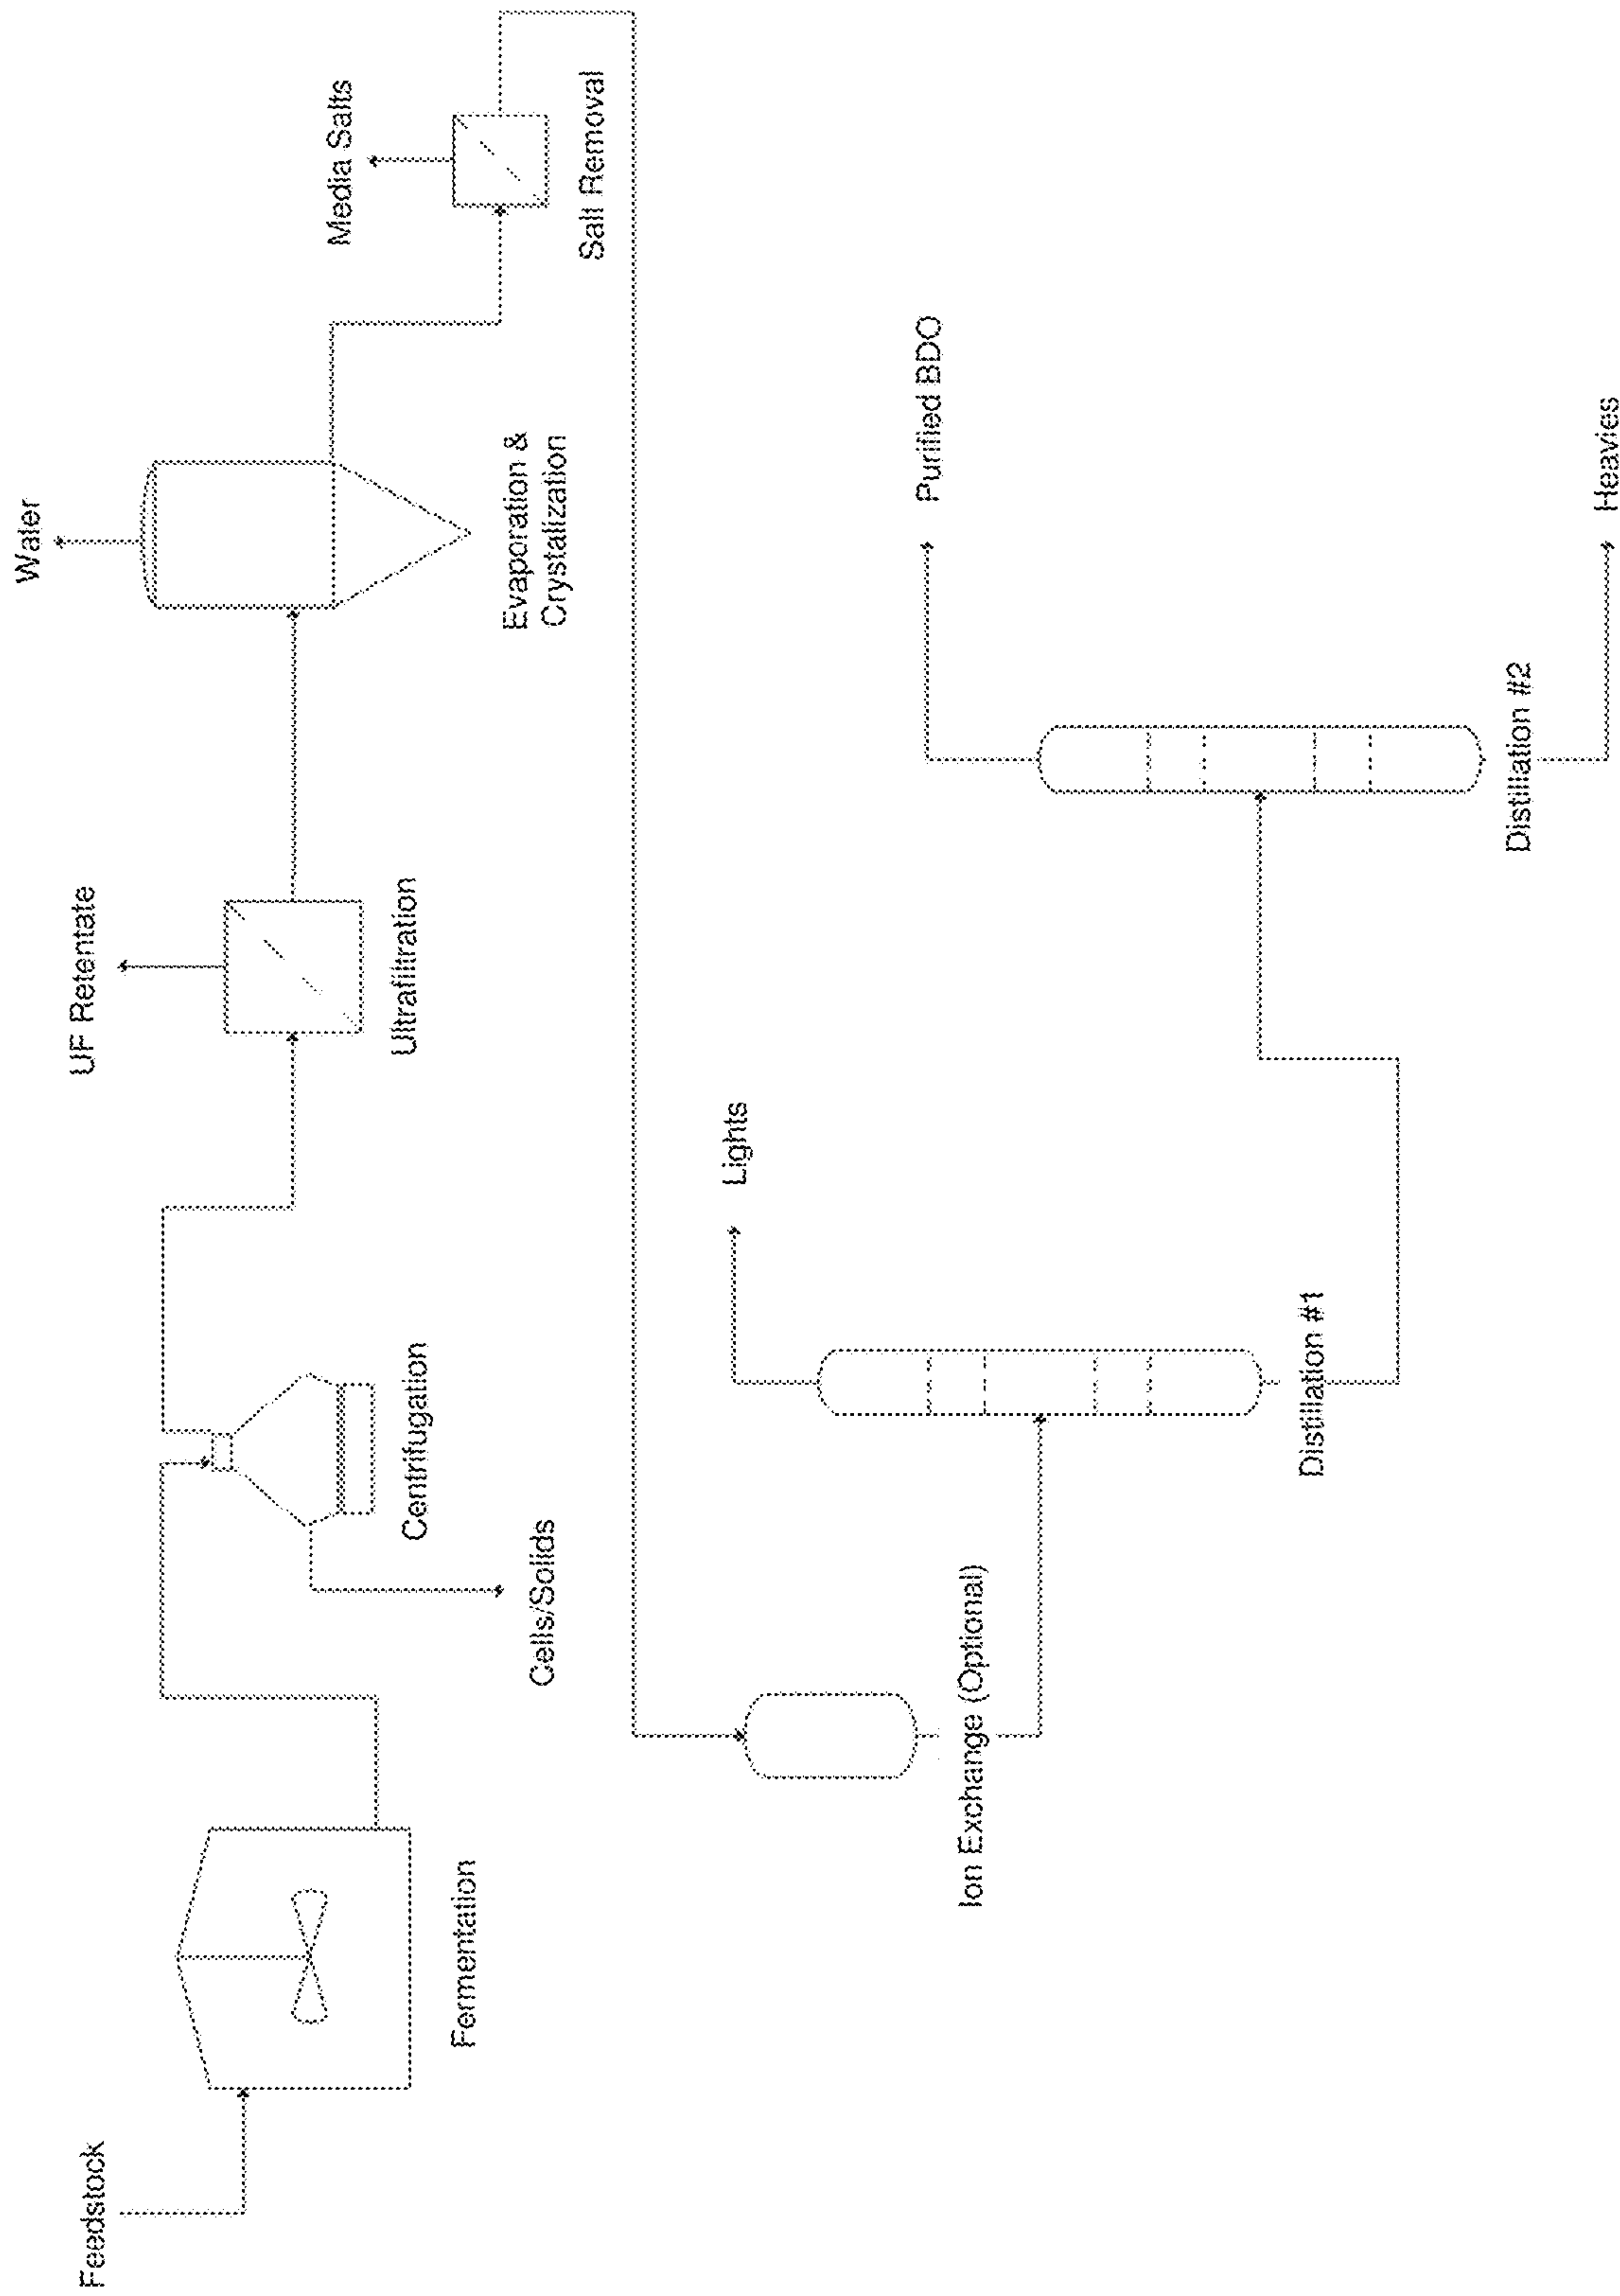 Feedstock
Fermentation
Centrifugation
Cells/Solids
UF Retentate
Ultrafiltration
Water
Evaporation &
Crystalization
Media Salts
Salt Removal
Ion Exchange (Optional)
Lights
Distillation #1
Purified BDO
Distillation #2
Heavies